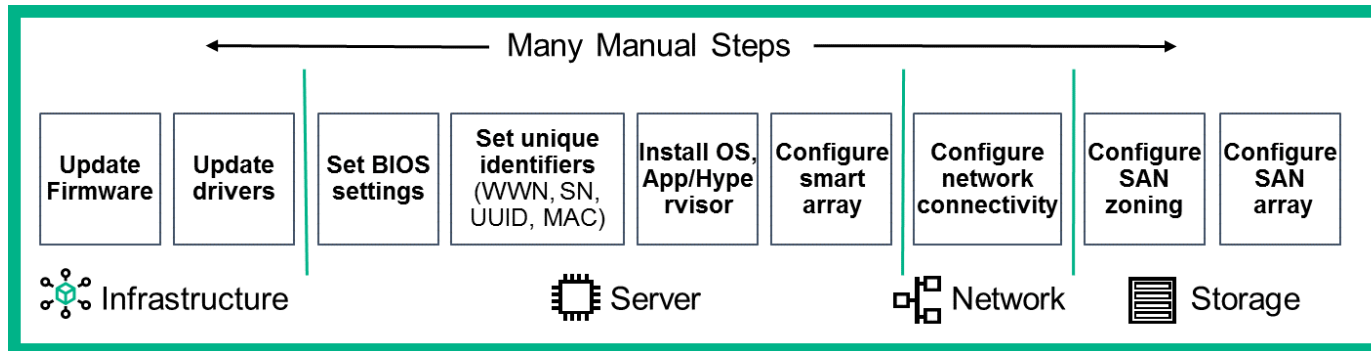 Many Manual Steps
Update
Firmware
Update
drivers
Set BIOS
settings
Set unique
identifiers
(WWN, SN,
UUID, MAC)
Install OS,
App/Hype
rvisor
Configure
smart
array
Configure
network
connectivity
Configure
SAN
zoning
Configure
SAN
array
Infrastructure
Server
Network
Storage